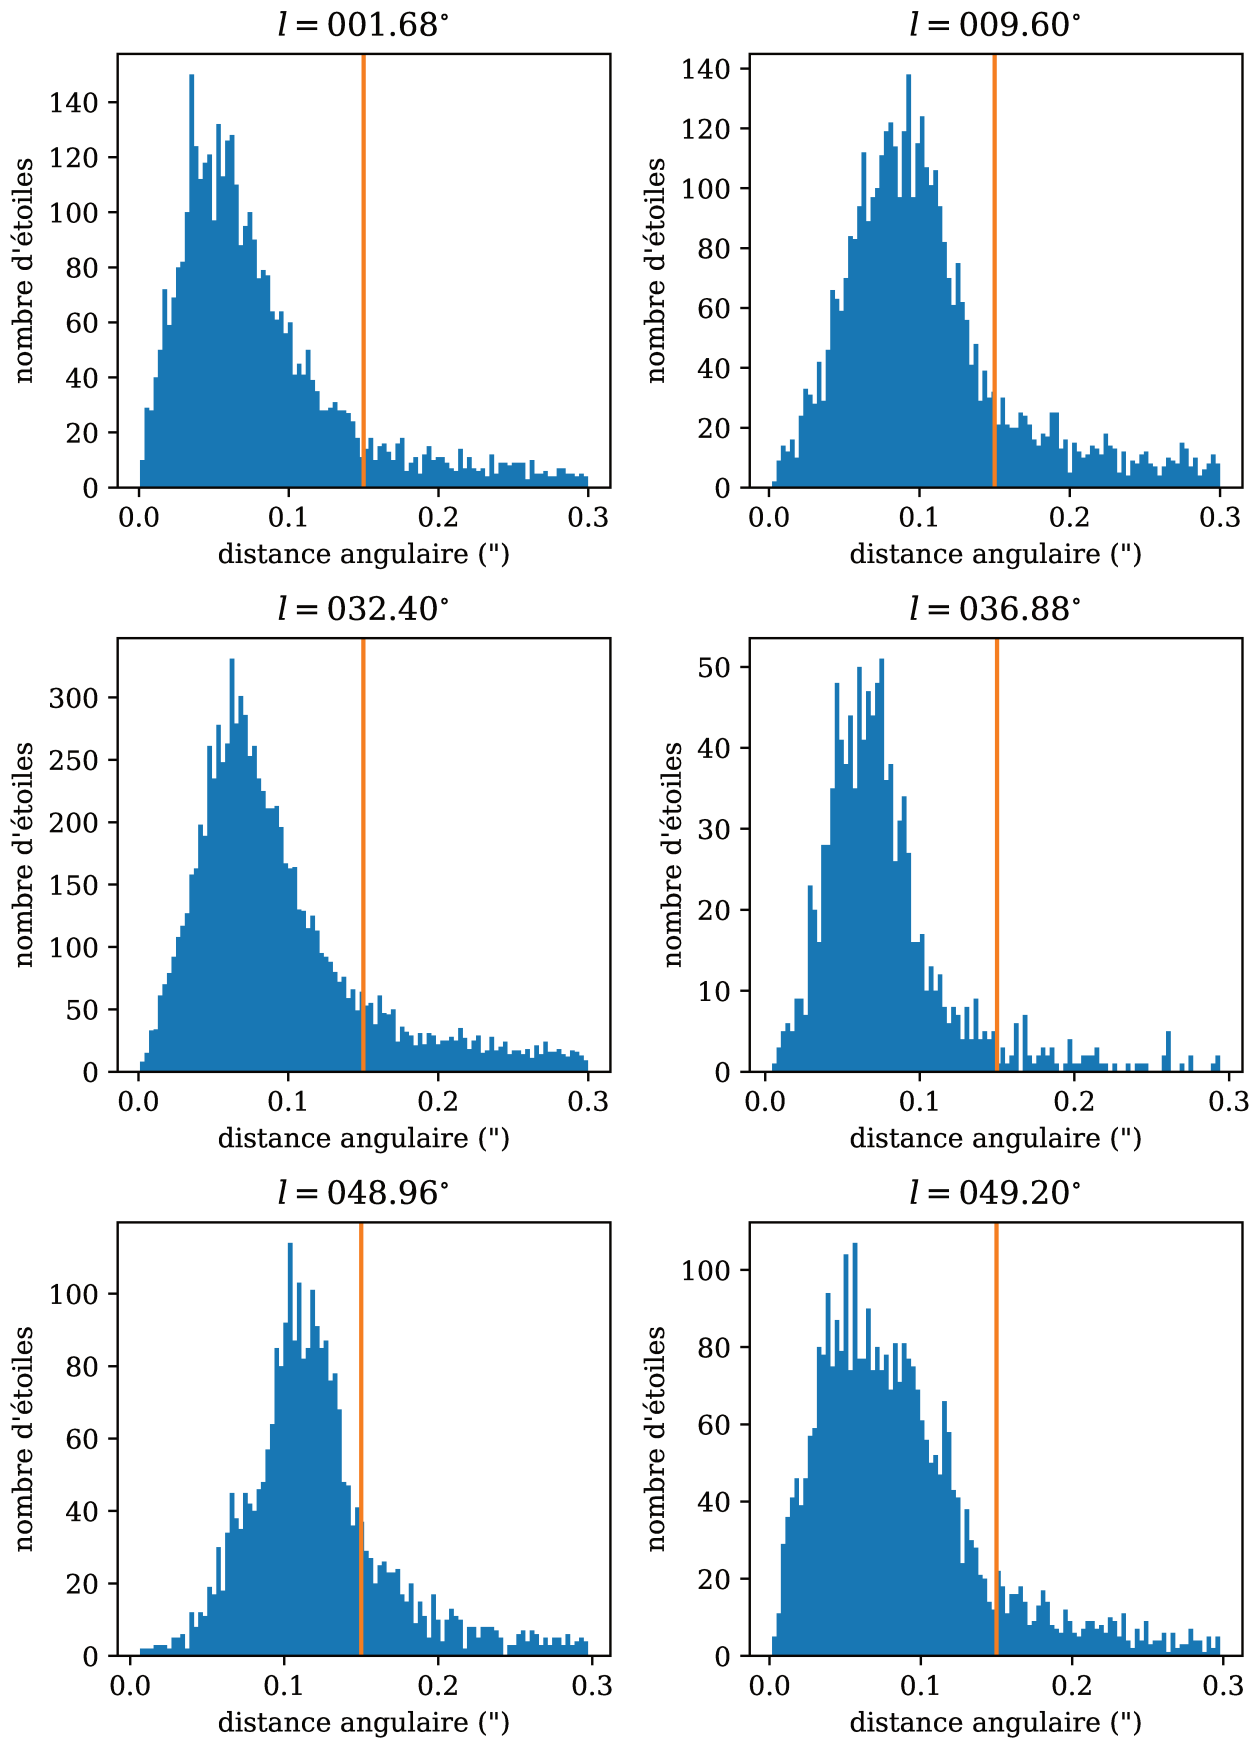 l = 001.68°
nombre d'étoiles
140
120
100
80
60
40
20
0
0.0 0.1 0.2 0.3
distance angulaire (")
l = 009.60°
nombre d'étoiles
140
120
100
80
60
40
20
0
0.0 0.1 0.2 0.3
distance angulaire (")
l = 032.40°
nombre d'étoiles
300
250
200
150
100
50
0
0.0 0.1 0.2 0.3
distance angulaire (")
l = 036.88°
nombre d'étoiles
50
40
30
20
10
0
0.0 0.1 0.2 0.3
distance angulaire (")
l = 048.96°
nombre d'étoiles
100
80
60
40
20
0
0.0 0.1 0.2 0.3
distance angulaire (")
l = 049.20°
nombre d'étoiles
100
80
60
40
20
0
0.0 0.1 0.2 0.3
distance angulaire (")